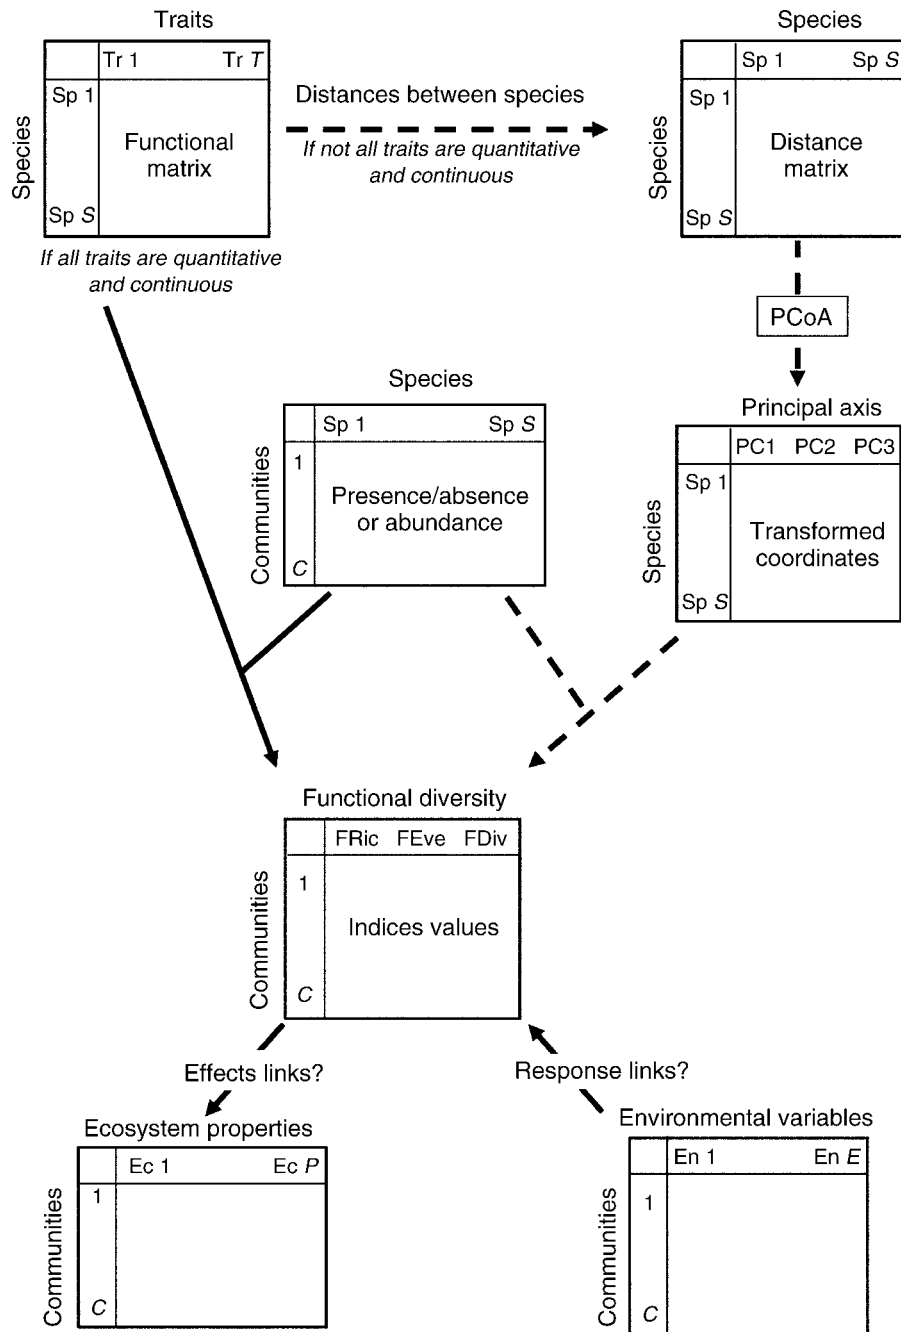 Traits
Tr 1 Tr T
Species
Sp 1
Functional
matrix
Sp S
If all traits are quantitative
and continuous
Distances between species
If not all traits are quantitative
and continuous
Species
Sp 1 Sp S
Species
Sp 1
Distance
matrix
Sp S
PCoA
Principal axis
PC1 PC2 PC3
Species
Sp 1
Transformed
coordinates
Sp S
Species
Sp 1 Sp S
Communities
1
Presence/absence
or abundance
C
Functional diversity
FRic FEve FDiv
Communities
1
Indices values
C
Effects links?
Response links?
Ecosystem properties
Ec 1 Ec P
Communities
1
C
Environmental variables
En 1 En E
Communities
1
C